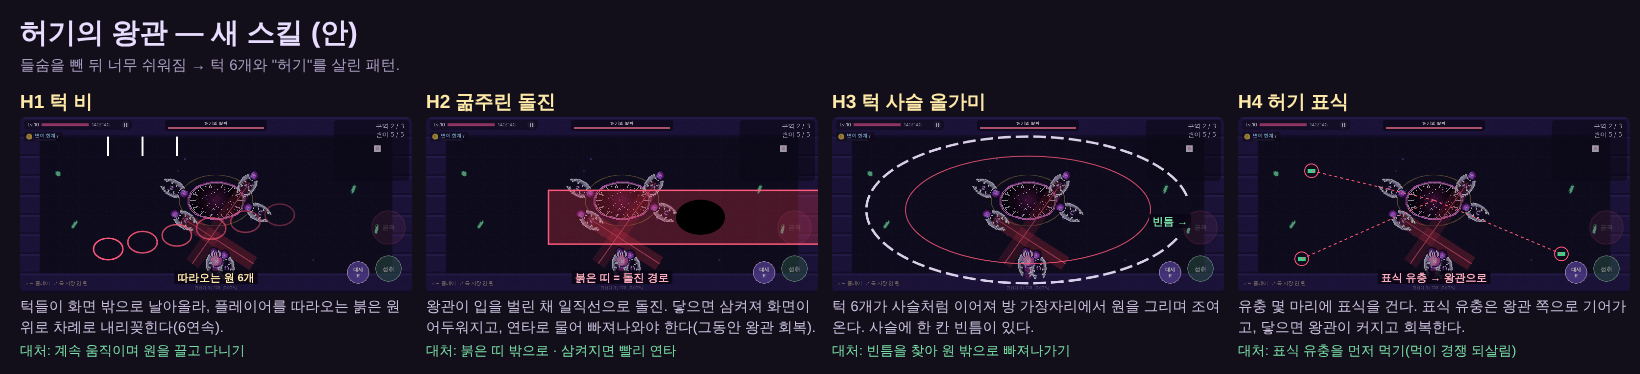 허기의 왕관 — 새 스킬 (안)
들숨을 뺀 뒤 너무 쉬워짐 → 턱 6개와 "허기"를 살린 패턴.
H1 턱 비
따라오는 원 6개
턱들이 화면 밖으로 날아올라, 플레이어를 따라오는 붉은 원
위로 차례로 내리꽂힌다(6연속).
대처: 계속 움직이며 원을 끌고 다니기
H2 굶주린 돌진
붉은 띠 = 돌진 경로
왕관이 입을 벌린 채 일직선으로 돌진. 닿으면 삼켜져 화면이
어두워지고, 연타로 물어 빠져나와야 한다(그동안 왕관 회복).
대처: 붉은 띠 밖으로 · 삼켜지면 빨리 연타
H3 턱 사슬 올가미
빈틈 →
턱 6개가 사슬처럼 이어져 방 가장자리에서 원을 그리며 조여
온다. 사슬에 한 칸 빈틈이 있다.
대처: 빈틈을 찾아 원 밖으로 빠져나가기
H4 허기 표식
표식 유충 → 왕관으로
유충 몇 마리에 표식을 건다. 표식 유충은 왕관 쪽으로 기어가
고, 닿으면 왕관이 커지고 회복한다.
대처: 표식 유충을 먼저 먹기(먹이 경쟁 되살림)